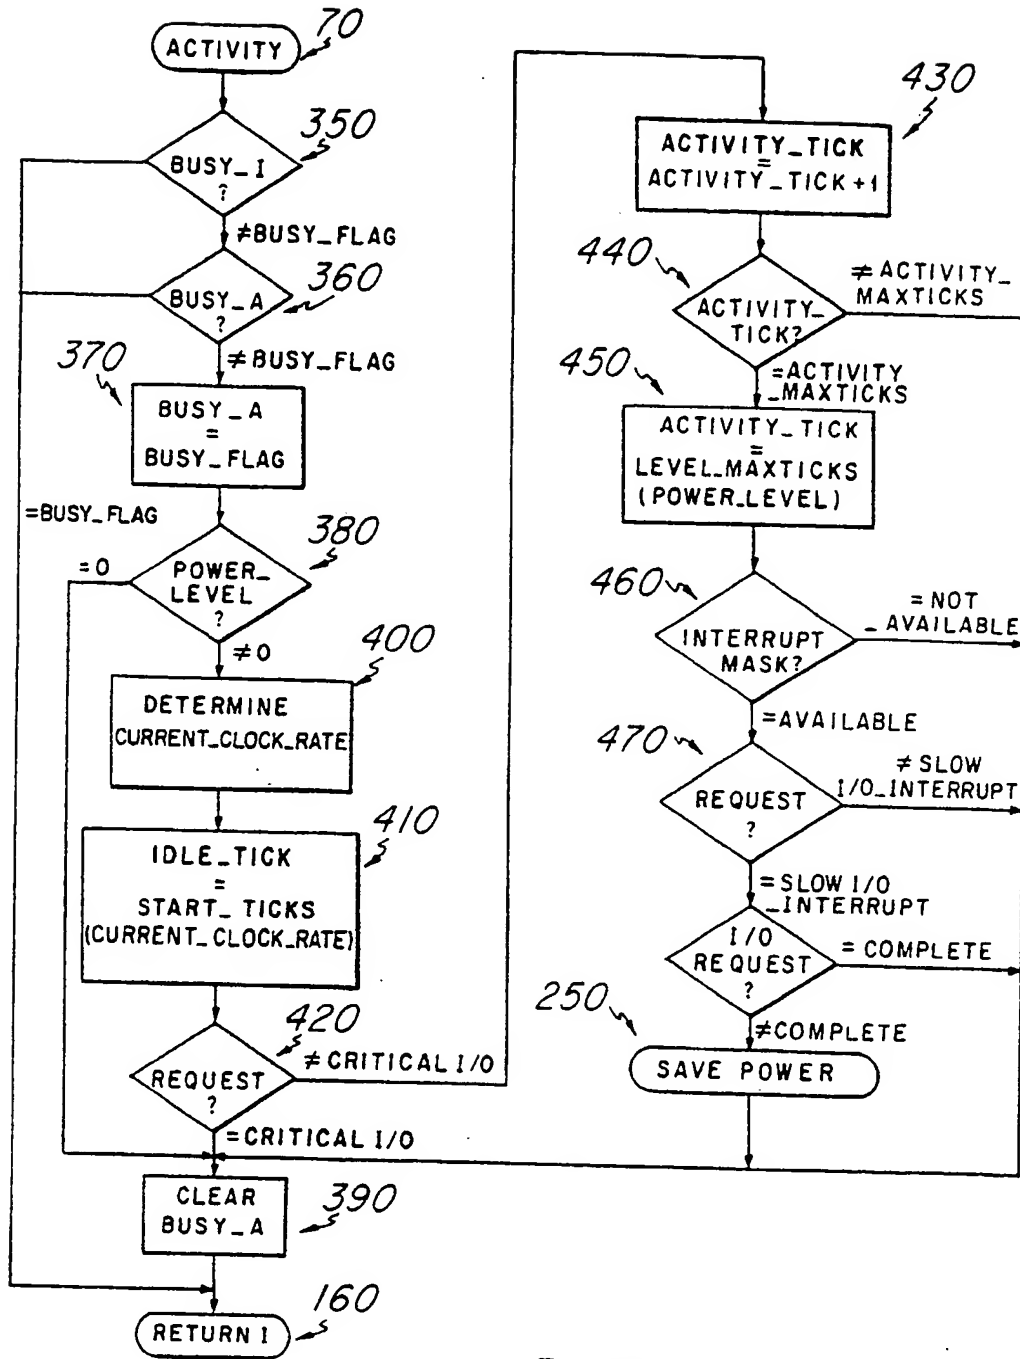 70
ACTIVITY
350
BUSY_I
?
≠BUSY_FLAG
360
BUSY_A
?
≠BUSY_FLAG
370
BUSY_A
=
BUSY_FLAG
=BUSY_FLAG
380
=0
POWER_
LEVEL
?
≠0
400
DETERMINE
CURRENT_CLOCK_RATE
410
IDLE_TICK
=
START_TICKS
(CURRENT_CLOCK_RATE)
420
≠CRITICAL I/O
REQUEST
?
=CRITICAL I/O
CLEAR
BUSY_A
390
160
RETURN I
430
ACTIVITY_TICK
=
ACTIVITY_TICK+1
440
≠ACTIVITY_
MAXTICKS
ACTIVITY_
TICK?
450
=ACTIVITY
_MAXTICKS
ACTIVITY_TICK
=
LEVEL_MAXTICKS
(POWER_LEVEL)
460
=NOT
_AVAILABLE
INTERRUPT
MASK?
=AVAILABLE
470
≠SLOW
I/O_INTERRUPT
REQUEST
?
=SLOW I/O
_INTERRUPT
I/O
REQUEST
?
=COMPLETE
250
≠COMPLETE
SAVE POWER